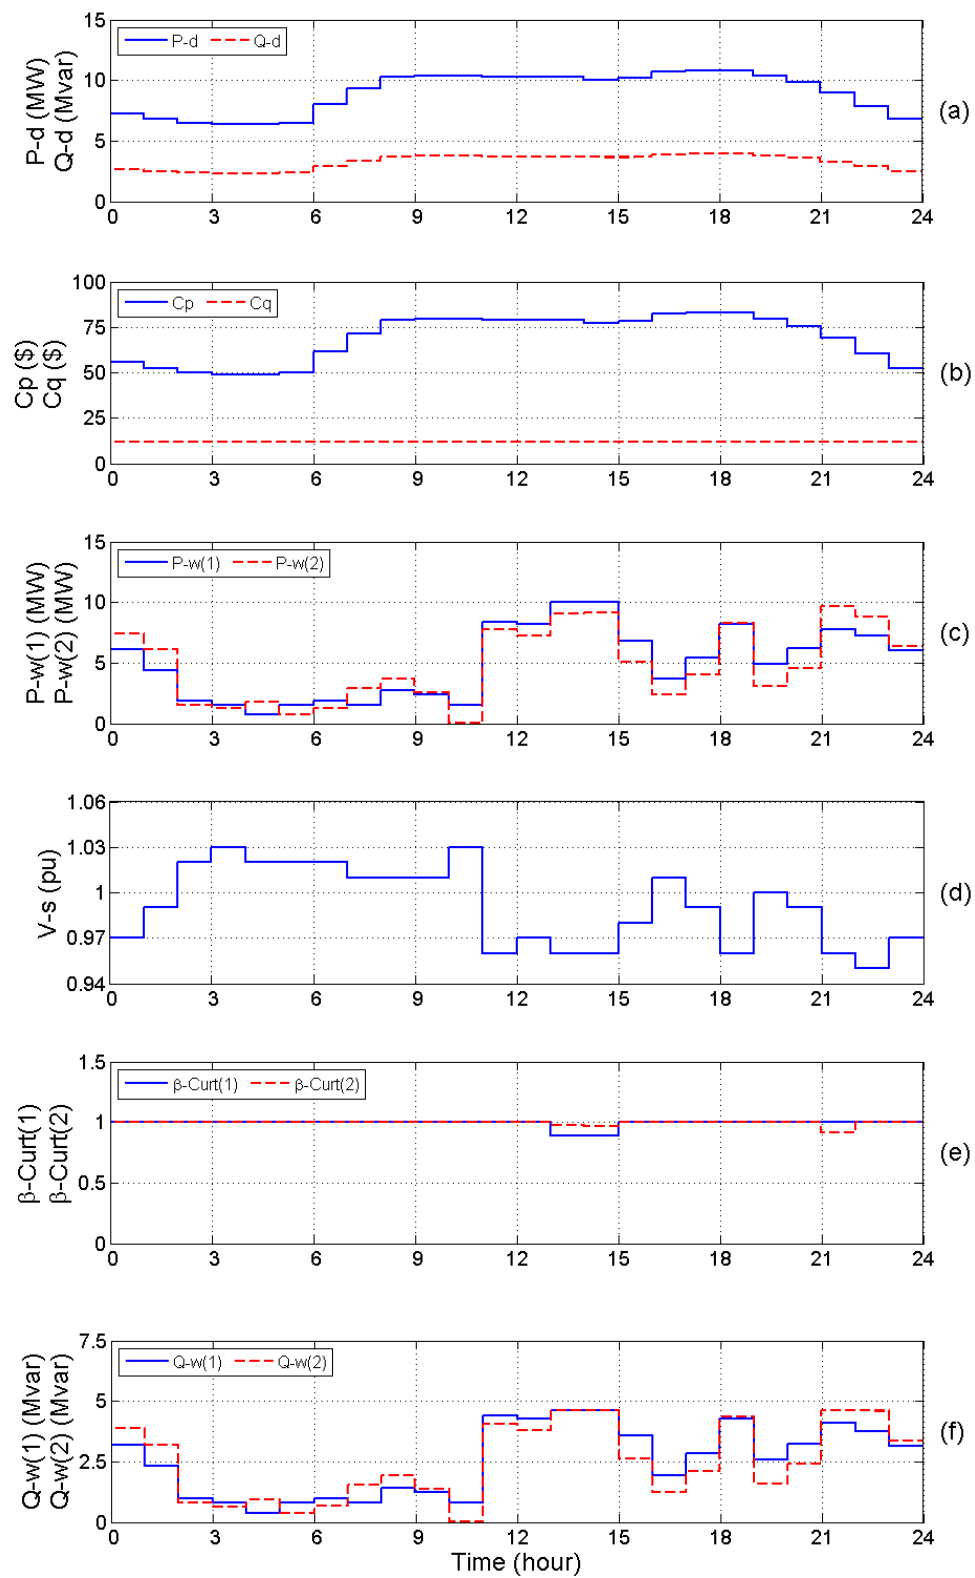 15
10
5
0
P-d (MW)
Q-d (Mvar)
P-d Q-d
0 3 6 9 12 15 18 21 24
(a)
100
75
50
25
0
Cp ($)
Cq ($)
Cp Cq
0 3 6 9 12 15 18 21 24
(b)
15
10
5
0
P-w(1) (MW)
P-w(2) (MW)
P-w(1) P-w(2)
0 3 6 9 12 15 18 21 24
(c)
1.06
1.03
1
0.97
0.94
V-s (pu)
0 3 6 9 12 15 18 21 24
(d)
1.5
1
0.5
0
β-Curt(1)
β-Curt(2)
β-Curt(1) β-Curt(2)
0 3 6 9 12 15 18 21 24
(e)
7.5
5
2.5
0
Q-w(1) (Mvar)
Q-w(2) (Mvar)
Q-w(1) Q-w(2)
0 3 6 9 12 15 18 21 24
(f)
Time (hour)